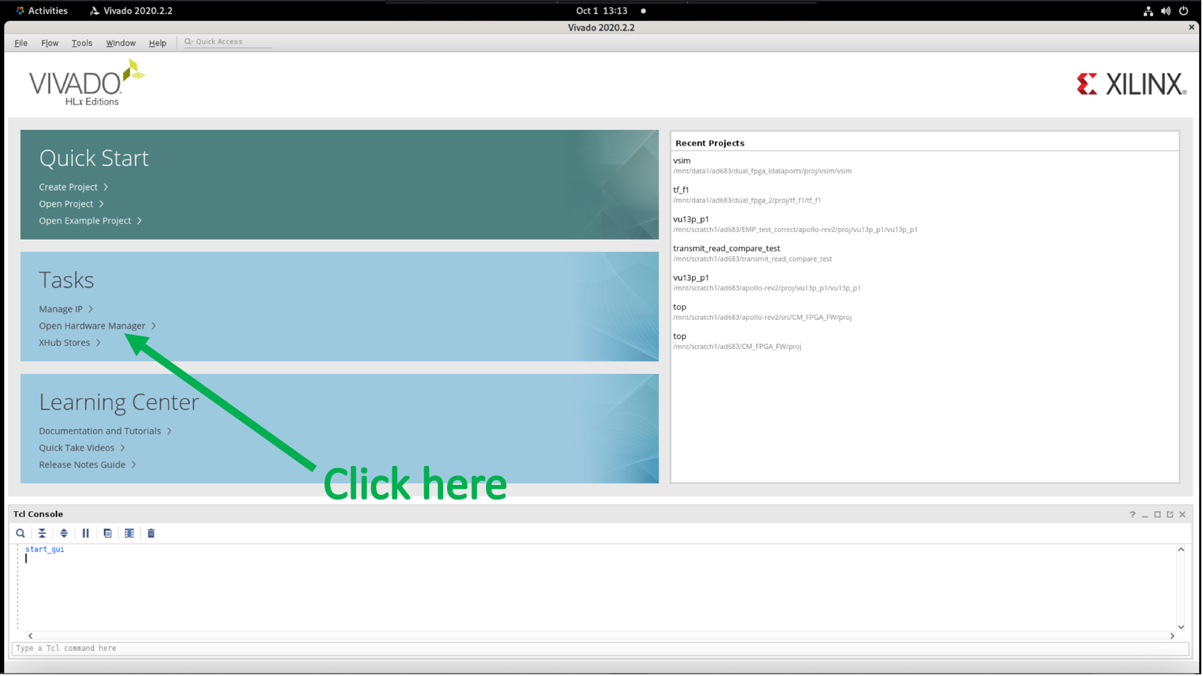 Activities Vivado 2020.2.2 Oct 1 13:13
Vivado 2020.2.2
File Flow Tools Window Help Quick Access
VIVADO
HLx Editions
XILINX
Quick Start
Create Project
Open Project
Open Example Project
Tasks
Manage IP
Open Hardware Manager
XHub Stores
Learning Center
Documentation and Tutorials
Quick Take Videos
Release Notes Guide
Click here
Recent Projects
vsim
/mnt/data1/ad683/dual_fpga_ldataports/proj/vsim/vsim
tf_f1
/mnt/data1/ad683/dual_fpga_2/proj/tf_f1/tf_f1
vu13p_p1
/mnt/scratch1/ad683/EMP_test_correct/apollo-rev2/proj/vu13p_p1/vu13p_p1
transmit_read_compare_test
/mnt/scratch1/ad683/transmit_read_compare_test
vu13p_p1
/mnt/scratch1/ad683/apollo-rev2/proj/vu13p_p1/vu13p_p1
top
/mnt/scratch1/ad683/apollo-rev2/src/CM_FPGA_FW/proj
top
/mnt/scratch1/ad683/CM_FPGA_FW/proj
Tcl Console
start_gui
Type a Tcl command here